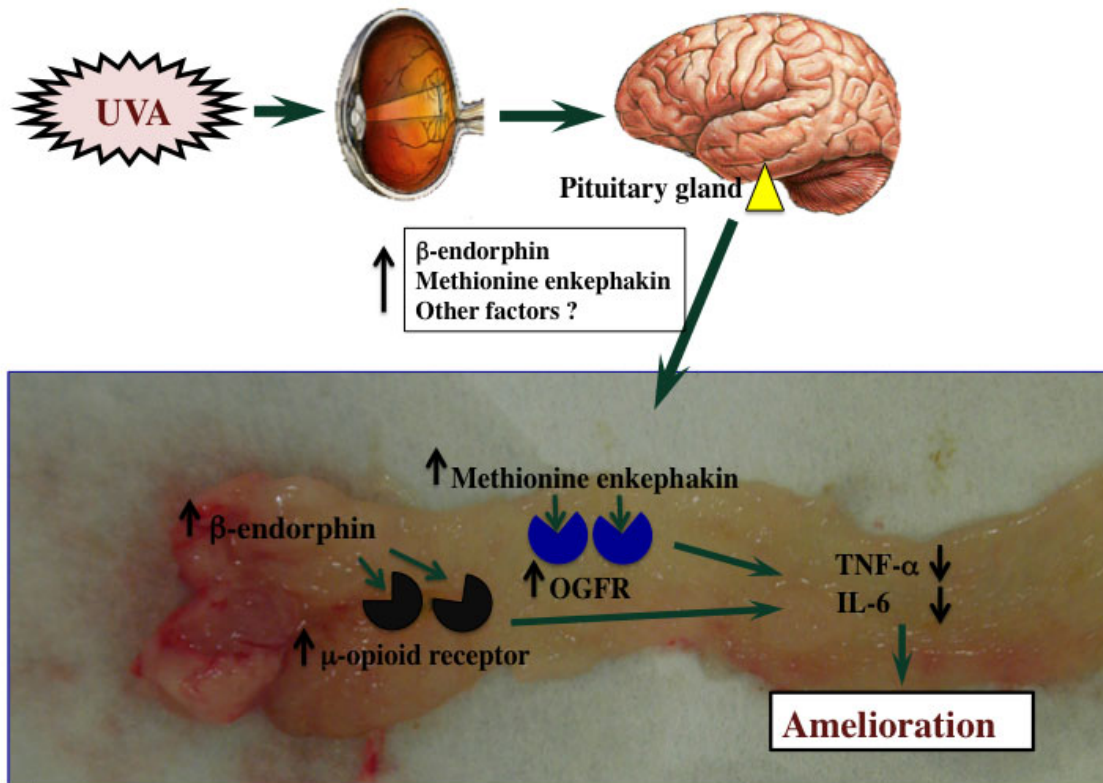 UVA
Pituitary gland
β-endorphin
Methionine enkephakin
Other factors ?
Methionine enkephakin
β-endorphin
OGFR
μ-opioid receptor
TNF-α
IL-6
Amelioration